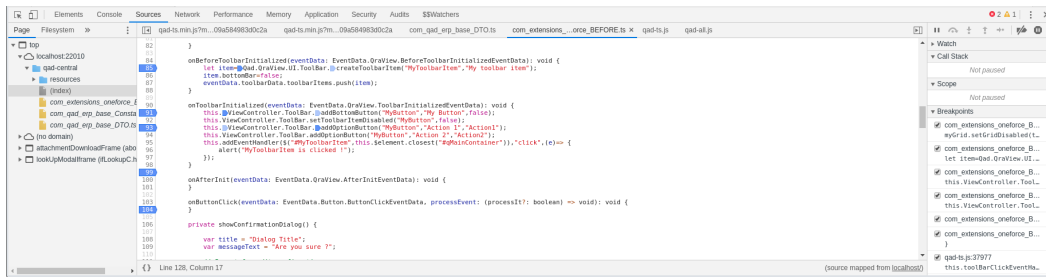 Elements Console Sources Network Performance Memory Application Security Audits $$Watchers 2 4
Page Filesystem »
qad-ts.min.js?m…09a584983d0c2a qad-ts.min.js?m…09a584983d0c2a com_qad_erp_base_DTO.ts com_extensions_…orce_BEFORE.ts × qad-ts.js qad-all.js
top
localhost:22010
qad-central
resources
(index)
com_extensions_oneforce_E
com_qad_erp_base_Consta
com_qad_erp_base_DTO.ts
(no domain)
attachmentDownloadFrame (abo
lookUpModalIframe (ifLookupC.h
82 }
83
84 onBeforeToolbarInitialized(eventData: EventData.QraView.BeforeToolbarInitializedEventData): void {
85 let item=Qad.QraView.UI.ToolBar.createToolbarItem("MyToolbarItem","My toolbar item");
86 item.bottomBar=false;
87 eventData.toolbarData.toolbarItems.push(item);
88 }
89
90 onToolbarInitialized(eventData: EventData.QraView.ToolbarInitializedEventData): void {
91 this.ViewController.ToolBar.addBottomButton("MyButton","My Button",false);
92 this.ViewController.ToolBar.setToolbarItemDisabled("MyButton",false);
93 this.ViewController.ToolBar.addOptionButton("MyButton","Action 1","Action1");
94 this.ViewController.ToolBar.addOptionButton("MyButton","Action 2","Action2");
95 this.addEventHandler($("#MyToolbarItem",this.$element.closest("#qMainContainer")),"click",(e)=> {
96 alert("MyToolbarItem is clicked !");
97 });
98 }
99
100 onAfterInit(eventData: EventData.QraView.AfterInitEventData): void {
101 }
102
103 onButtonClick(eventData: EventData.Button.ButtonClickEventData, processEvent: (processIt?: boolean) => void): void {
104 }
105
106 private showConfirmationDialog() {
107
108 var title = "Dialog Title";
109 var messageText = "Are you sure ?";
{} Line 128, Column 17 (source mapped from localhost/)
Watch
Call Stack
Not paused
Scope
Not paused
Breakpoints
com_extensions_oneforce_B…
myGrid.setGridDisabled(t…
com_extensions_oneforce_B…
let item=Qad.QraView.UI.…
com_extensions_oneforce_B…
this.ViewController.Tool…
com_extensions_oneforce_B…
this.ViewController.Tool…
com_extensions_oneforce_B…
com_extensions_oneforce_B…
}
qad-ts.js:37977
this.toolBarClickEventHa…